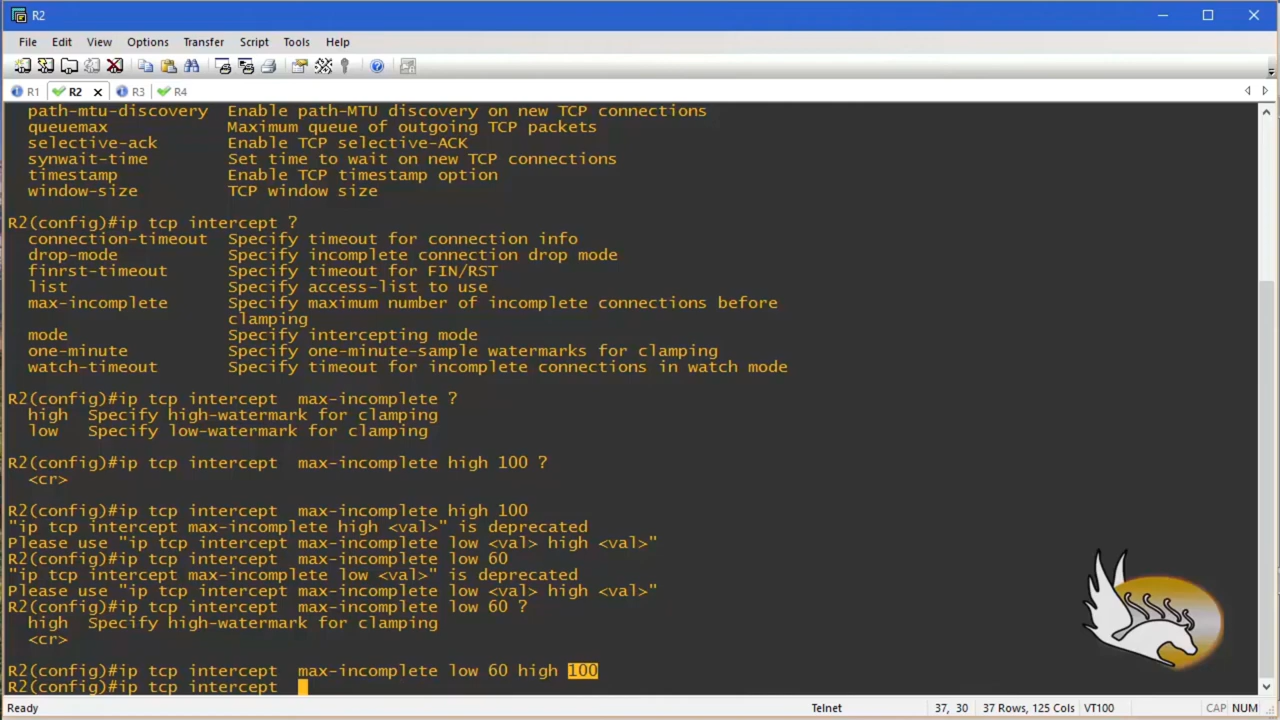 R2
File Edit View Options Transfer Script Tools Help
R1 R2 X R3 R4
path-mtu-discovery Enable path-MTU discovery on new TCP connections
queuemax Maximum queue of outgoing TCP packets
selective-ack Enable TCP selective-ACK
synwait-time Set time to wait on new TCP connections
timestamp Enable TCP timestamp option
window-size TCP window size
R2(config)#ip tcp intercept ?
connection-timeout Specify timeout for connection info
drop-mode Specify incomplete connection drop mode
finrst-timeout Specify timeout for FIN/RST
list Specify access-list to use
max-incomplete Specify maximum number of incomplete connections before
clamping
mode Specify intercepting mode
one-minute Specify one-minute-sample watermarks for clamping
watch-timeout Specify timeout for incomplete connections in watch mode
R2(config)#ip tcp intercept max-incomplete ?
high Specify high-watermark for clamping
low Specify low-watermark for clamping
R2(config)#ip tcp intercept max-incomplete high 100 ?
<cr>
R2(config)#ip tcp intercept max-incomplete high 100
"ip tcp intercept max-incomplete high <val>" is deprecated
Please use "ip tcp intercept max-incomplete low <val> high <val>"
R2(config)#ip tcp intercept max-incomplete low 60
"ip tcp intercept max-incomplete low <val>" is deprecated
Please use "ip tcp intercept max-incomplete low <val> high <val>"
R2(config)#ip tcp intercept max-incomplete low 60 ?
high Specify high-watermark for clamping
<cr>
R2(config)#ip tcp intercept max-incomplete low 60 high 100
R2(config)#ip tcp intercept
Ready Telnet 37, 30 37 Rows, 125 Cols VT100 CAP NUM